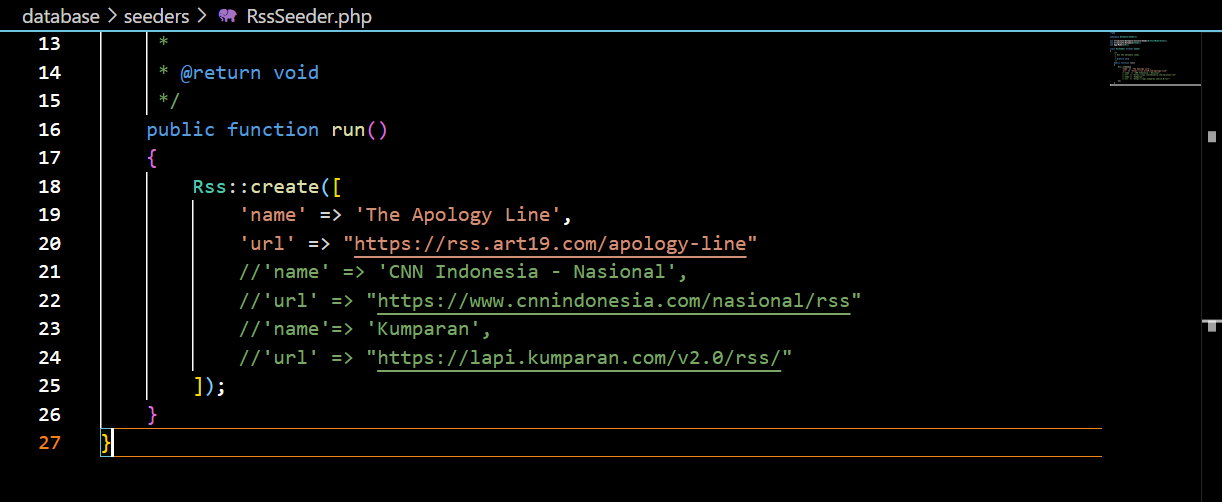 database > seeders > RssSeeder.php
13 *
14 * @return void
15 */
16 public function run()
17 {
18 Rss::create([
19 'name' => 'The Apology Line',
20 'url' => "https://rss.art19.com/apology-line"
21 //'name' => 'CNN Indonesia - Nasional',
22 //'url' => "https://www.cnnindonesia.com/nasional/rss"
23 //'name'=> 'Kumparan',
24 //'url' => "https://lapi.kumparan.com/v2.0/rss/"
25 ]);
26 }
27 }